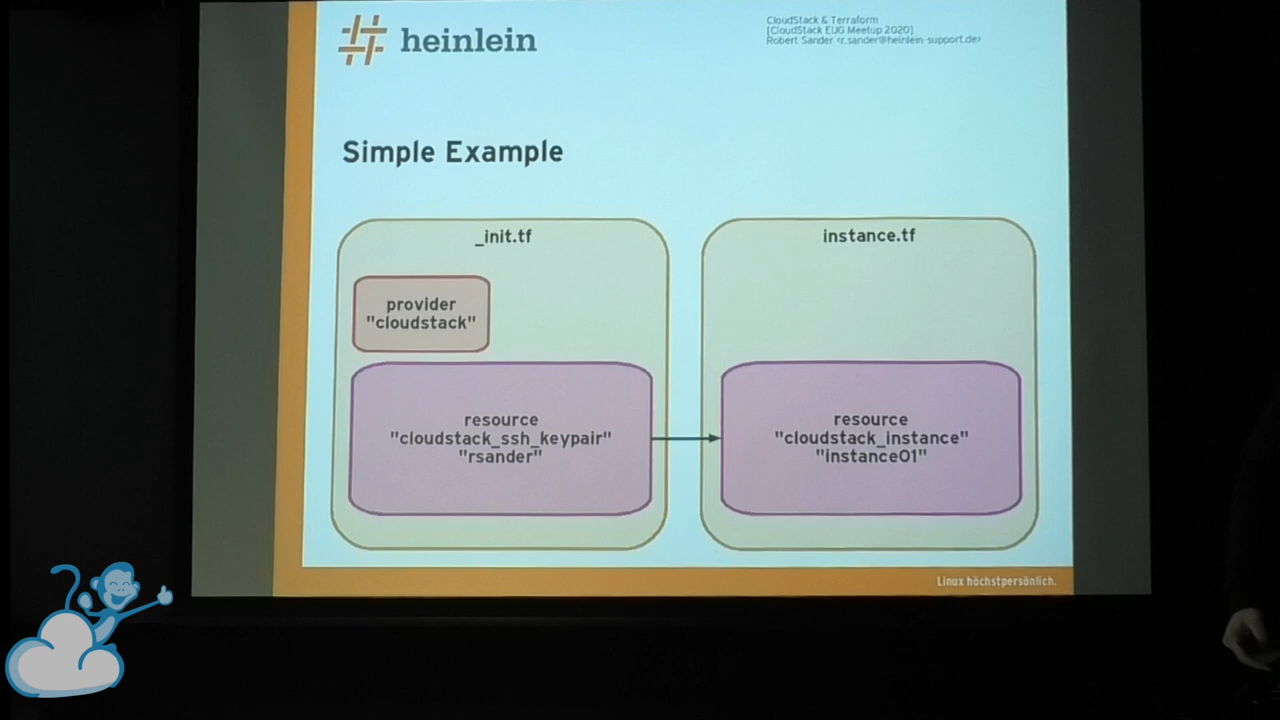 heinlein
CloudStack & Terraform
[CloudStack EUG Meetup 2020]
Robert Sander <r.sander@heinlein-support.de>
Simple Example
_init.tf
provider
"cloudstack"
resource
"cloudstack_ssh_keypair"
"rsander"
instance.tf
resource
"cloudstack_instance"
"instance01"
Linux höchstpersönlich.